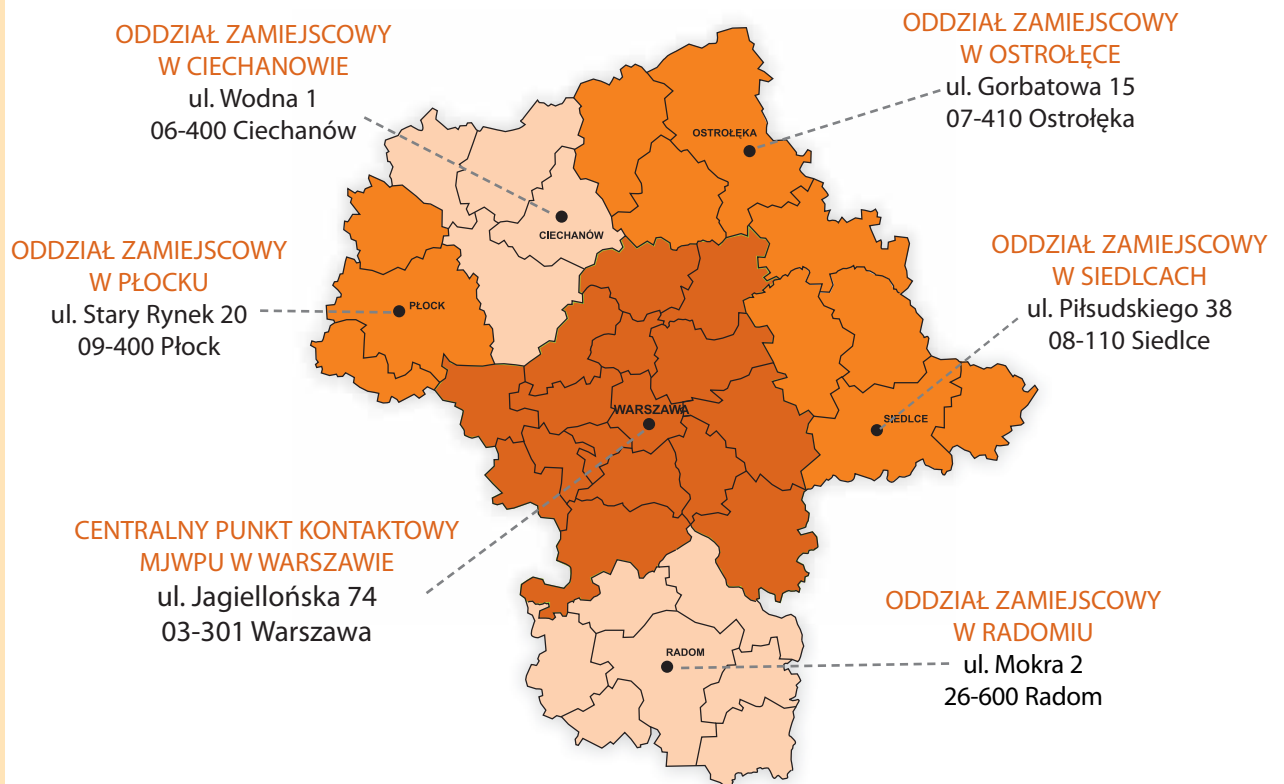 ODDZIAŁ ZAMIEJSCOWY
W CIECHANOWIE
ul. Wodna 1
06-400 Ciechanów
ODDZIAŁ ZAMIEJSCOWY
W OSTROŁĘCE
ul. Gorbatowa 15
07-410 Ostrołęka
OSTROŁĘKA
CIECHANÓW
ODDZIAŁ ZAMIEJSCOWY
W PŁOCKU
ul. Stary Rynek 20
09-400 Płock
PŁOCK
ODDZIAŁ ZAMIEJSCOWY
W SIEDLCACH
ul. Piłsudskiego 38
08-110 Siedlce
WARSZAWA
SIEDLCE
CENTRALNY PUNKT KONTAKTOWY
MJWPU W WARSZAWIE
ul. Jagiellońska 74
03-301 Warszawa
ODDZIAŁ ZAMIEJSCOWY
W RADOMIU
ul. Mokra 2
26-600 Radom
RADOM